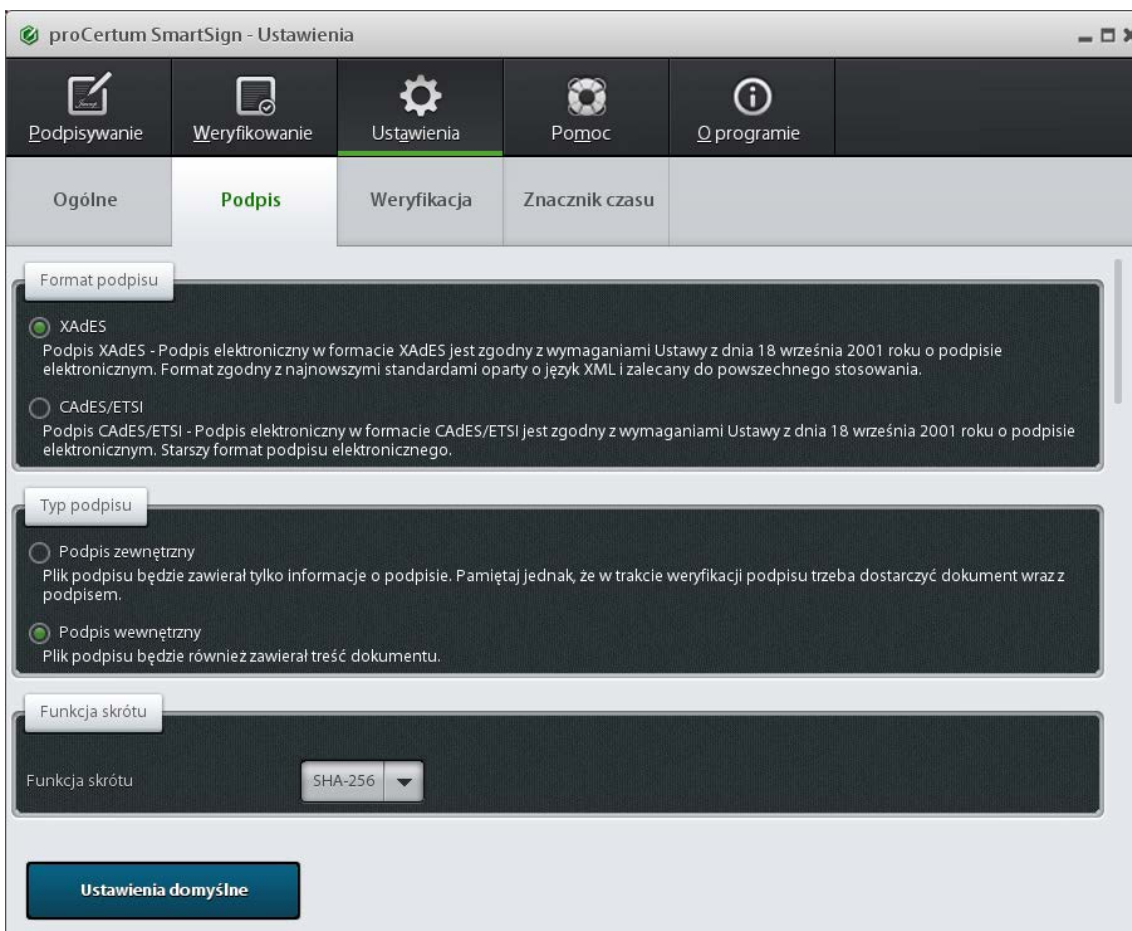 proCertum SmartSign - Ustawienia
Podpisywanie
Weryfikowanie
Ustawienia
Pomoc
O programie
Ogólne
Podpis
Weryfikacja
Znacznik czasu
Format podpisu
XAdES
Podpis XAdES - Podpis elektroniczny w formacie XAdES jest zgodny z wymaganiami Ustawy z dnia 18 września 2001 roku o podpisie
elektronicznym. Format zgodny z najnowszymi standardami oparty o język XML i zalecany do powszechnego stosowania.
CAdES/ETSI
Podpis CAdES/ETSI - Podpis elektroniczny w formacie CAdES/ETSI jest zgodny z wymaganiami Ustawy z dnia 18 września 2001 roku o podpisie
elektronicznym. Starszy format podpisu elektronicznego.
Typ podpisu
Podpis zewnętrzny
Plik podpisu będzie zawierał tylko informacje o podpisie. Pamiętaj jednak, że w trakcie weryfikacji podpisu trzeba dostarczyć dokument wraz z
podpisem.
Podpis wewnętrzny
Plik podpisu będzie również zawierał treść dokumentu.
Funkcja skrótu
Funkcja skrótu
SHA-256
Ustawienia domyślne